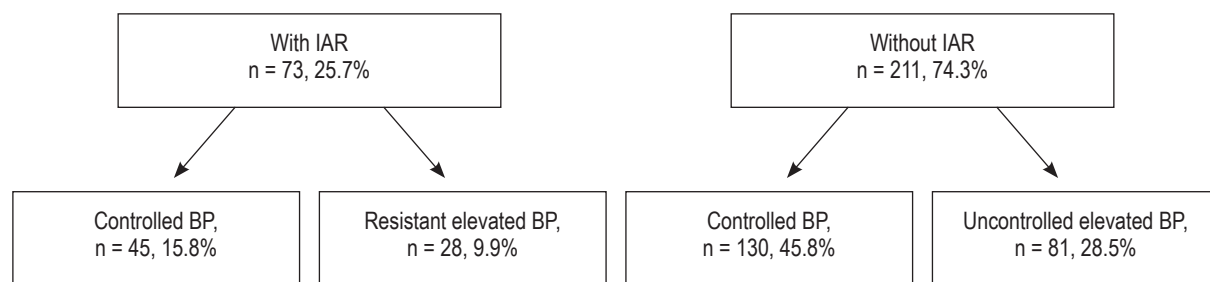 With IAR
n = 73, 25.7%
Without IAR
n = 211, 74.3%
Controlled BP,
n = 45, 15.8%
Resistant elevated BP,
n = 28, 9.9%
Controlled BP,
n = 130, 45.8%
Uncontrolled elevated BP,
n = 81, 28.5%